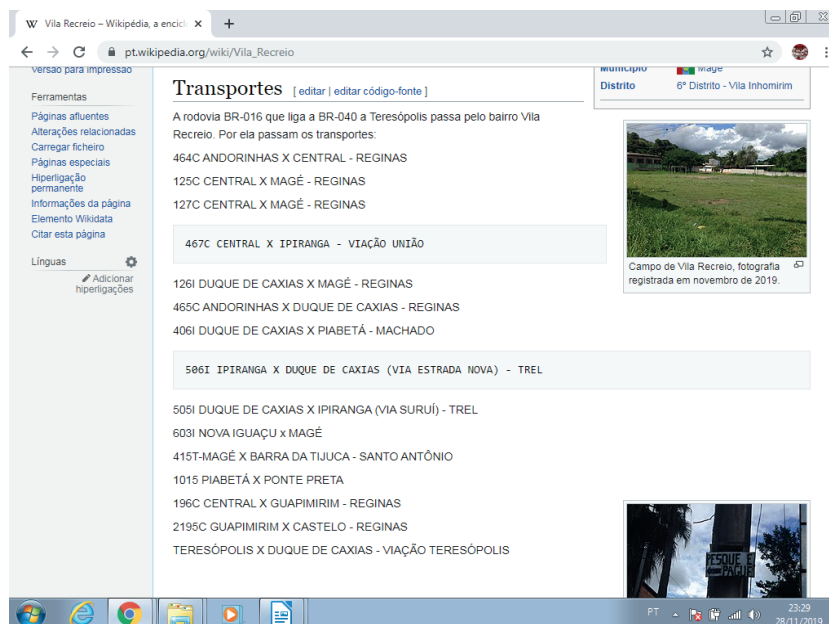 Vila Recreio – Wikipédia, a encicl
pt.wikipedia.org/wiki/Vila_Recreio
Versão para impressão
Ferramentas
Páginas afluentes
Alterações relacionadas
Carregar ficheiro
Páginas especiais
Hiperligação
permanente
Informações da página
Elemento Wikidata
Citar esta página
Línguas
Adicionar
hiperligações
Transportes [ editar | editar código-fonte ]
A rodovia BR-016 que liga a BR-040 a Teresópolis passa pelo bairro Vila
Recreio. Por ela passam os transportes:
464C ANDORINHAS X CENTRAL - REGINAS
125C CENTRAL X MAGÉ - REGINAS
127C CENTRAL X MAGÉ - REGINAS
467C CENTRAL X IPIRANGA - VIAÇÃO UNIÃO
126I DUQUE DE CAXIAS X MAGÉ - REGINAS
465C ANDORINHAS X DUQUE DE CAXIAS - REGINAS
406I DUQUE DE CAXIAS X PIABETÁ - MACHADO
506I IPIRANGA X DUQUE DE CAXIAS (VIA ESTRADA NOVA) - TREL
505I DUQUE DE CAXIAS X IPIRANGA (VIA SURUÍ) - TREL
603I NOVA IGUAÇU x MAGÉ
415T-MAGÉ X BARRA DA TIJUCA - SANTO ANTÔNIO
1015 PIABETÁ X PONTE PRETA
196C CENTRAL X GUAPIMIRIM - REGINAS
2195C GUAPIMIRIM X CASTELO - REGINAS
TERESÓPOLIS X DUQUE DE CAXIAS - VIAÇÃO TERESÓPOLIS
Município Magé
Distrito 6º Distrito - Vila Inhomirim
Campo de Vila Recreio, fotografia
registrada em novembro de 2019.
PESQUE E
PAGUE
PT
23:29
28/11/2019